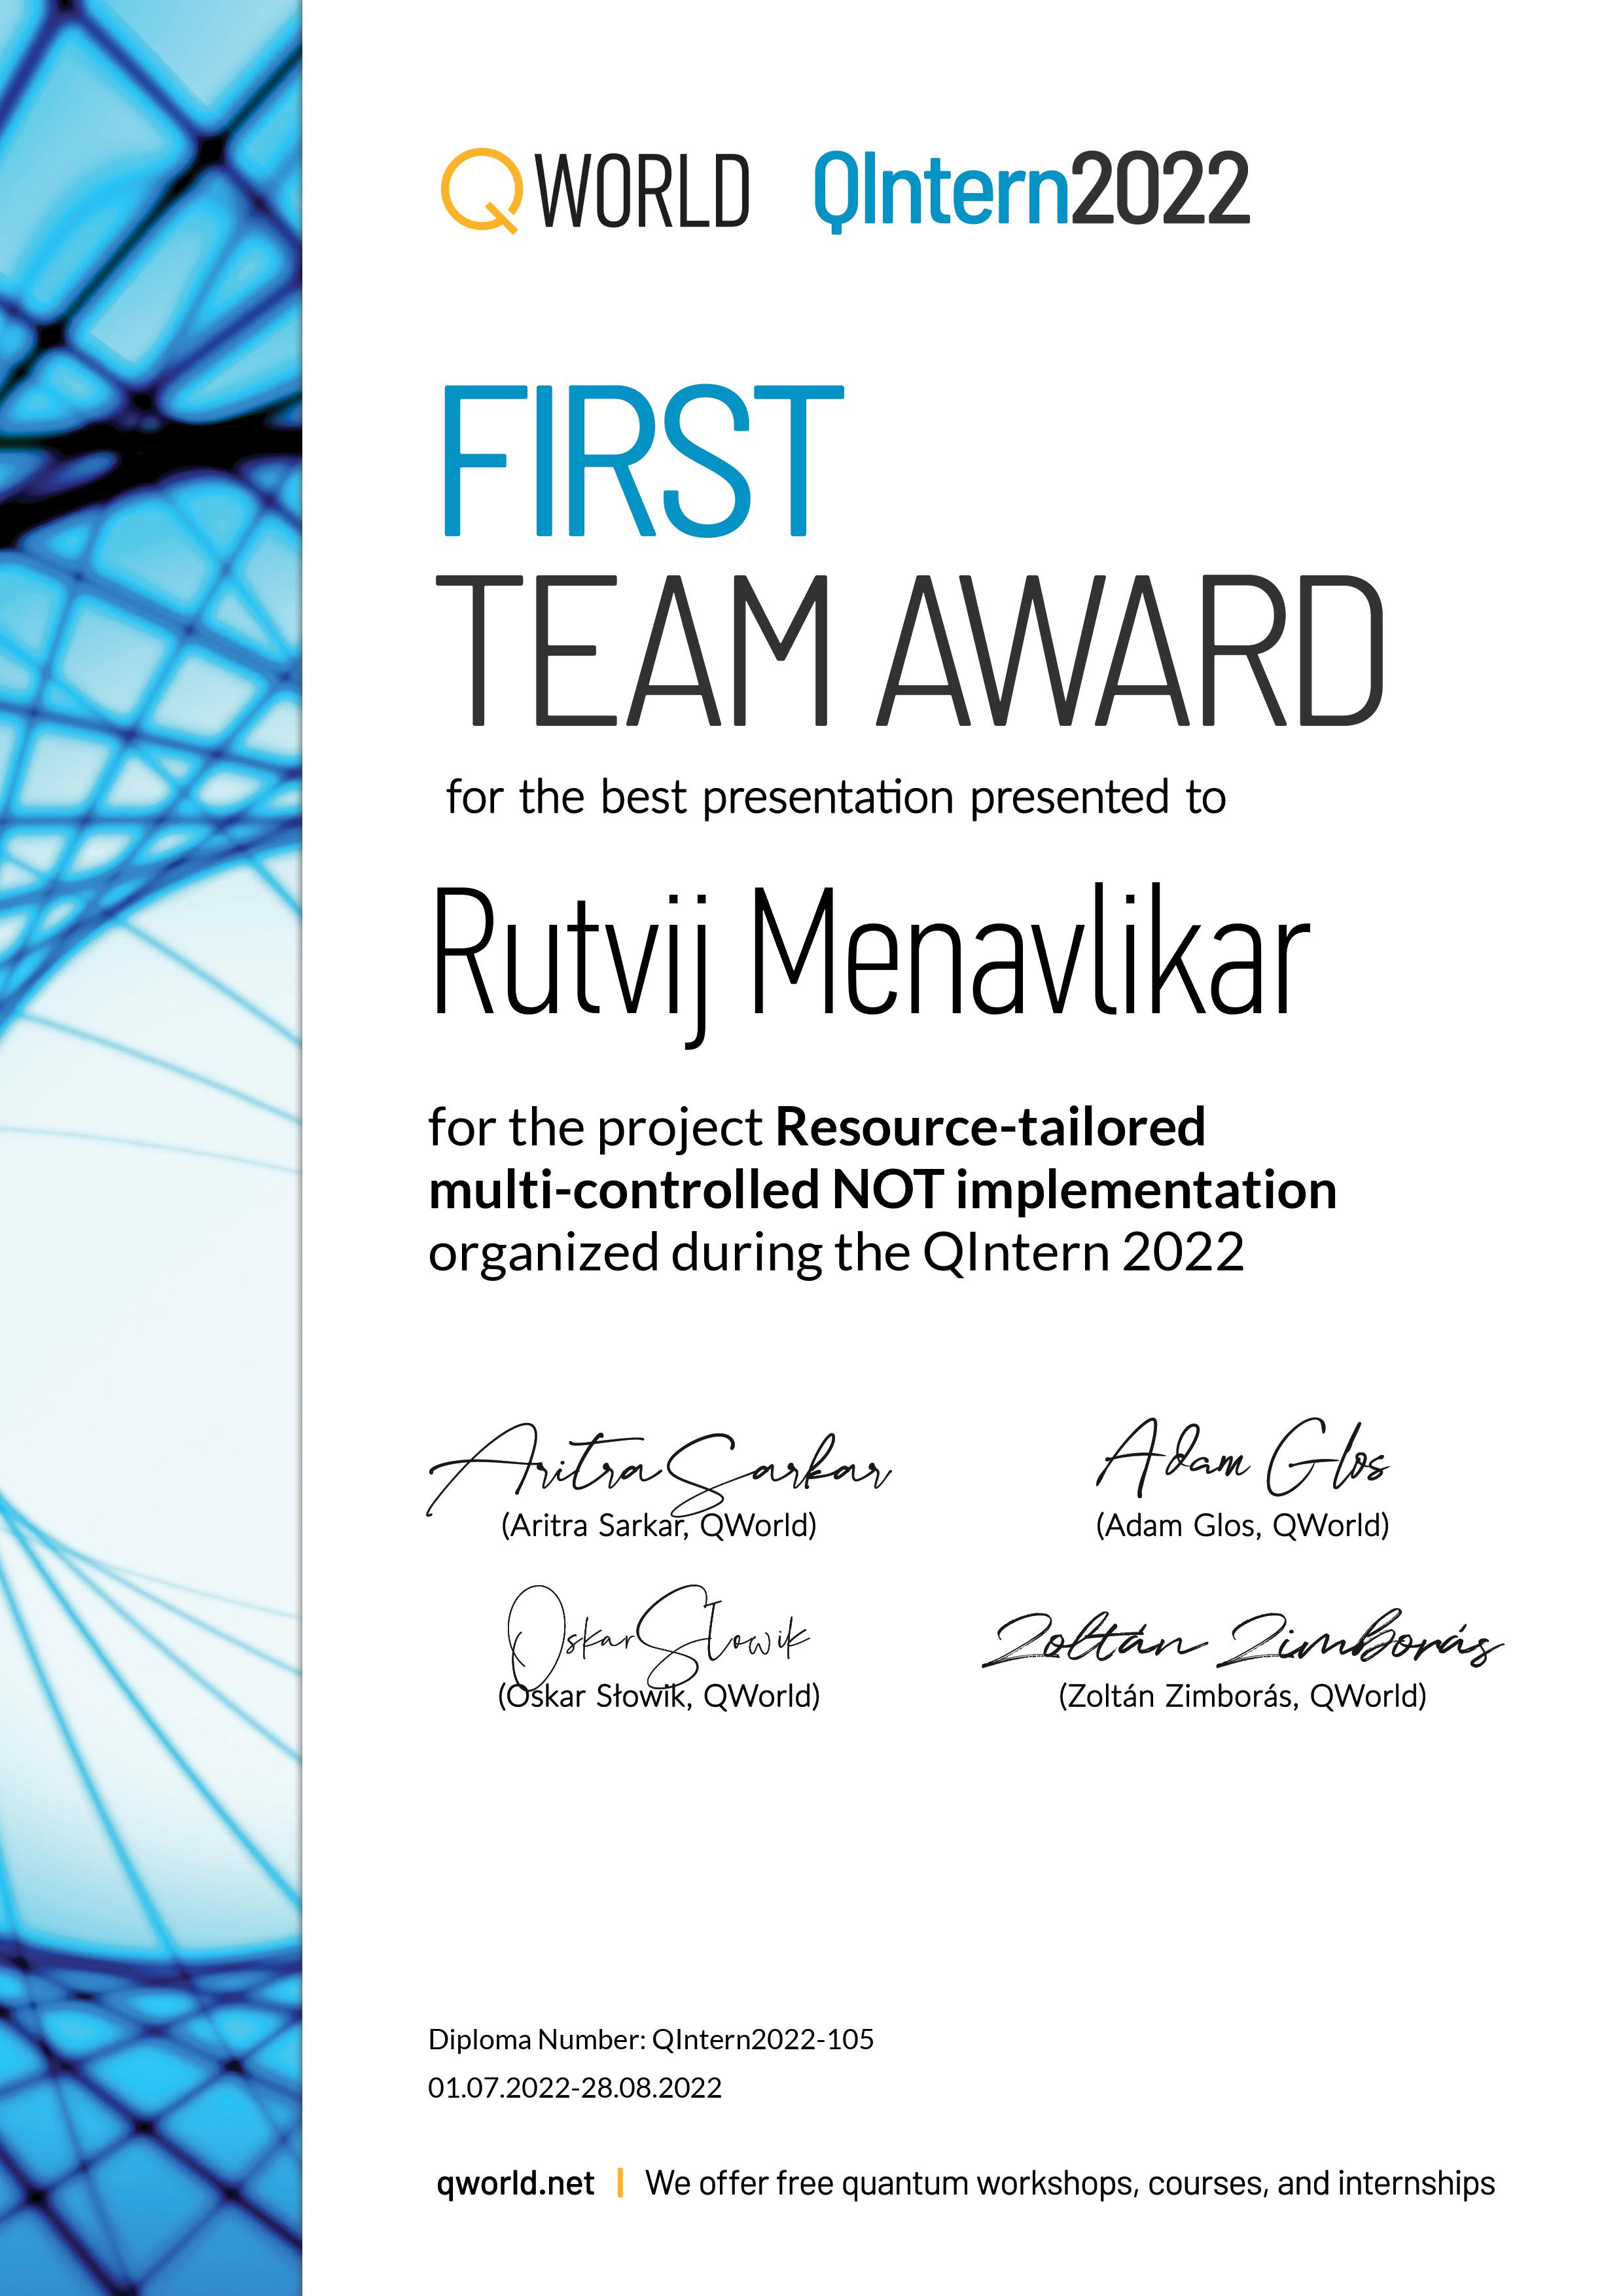 QWORLD QIntern2022
FIRST
TEAM AWARD
for the best presentation presented to
Rutvij Menavlikar
for the project Resource-tailored
multi-controlled NOT implementation
organized during the QIntern 2022
Aritra Sarkar Adam Glos
(Aritra Sarkar, QWorld) (Adam Glos, QWorld)
Oskar Słowik Zoltán Zimborás
(Oskar Słowik, QWorld) (Zoltán Zimborás, QWorld)
Diploma Number: QIntern2022-105
01.07.2022-28.08.2022
qworld.net | We offer free quantum workshops, courses, and internships